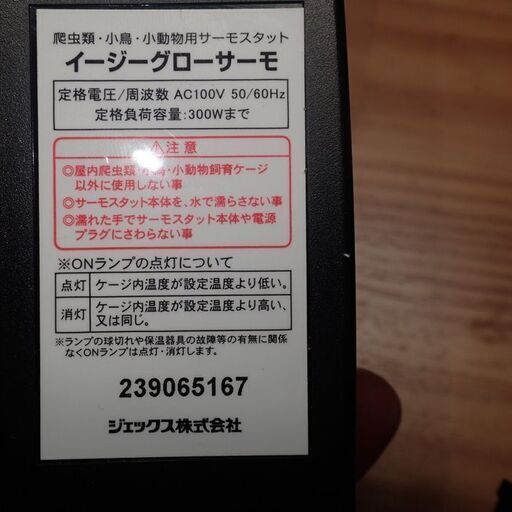 爬虫類・小鳥・小動物用サーモスタット
イージーグローサーモ
定格電圧/周波数 AC100V 50/60Hz
定格負荷容量:300Wまで
⚠注意
◎屋内爬虫類・小鳥・小動物飼育ケージ
以外に使用しない事
◎サーモスタット本体を、水で濡らさない事
◎濡れた手でサーモスタット本体や電源
プラグにさわらない事
※ONランプの点灯について
点灯 ケージ内温度が設定温度より低い。
消灯 ケージ内温度が設定温度より高い、
又は同じ。
※ランプの球切れや保温器具の故障等の有無に関係
なくONランプは点灯・消灯します。
239065167
ジェックス株式会社